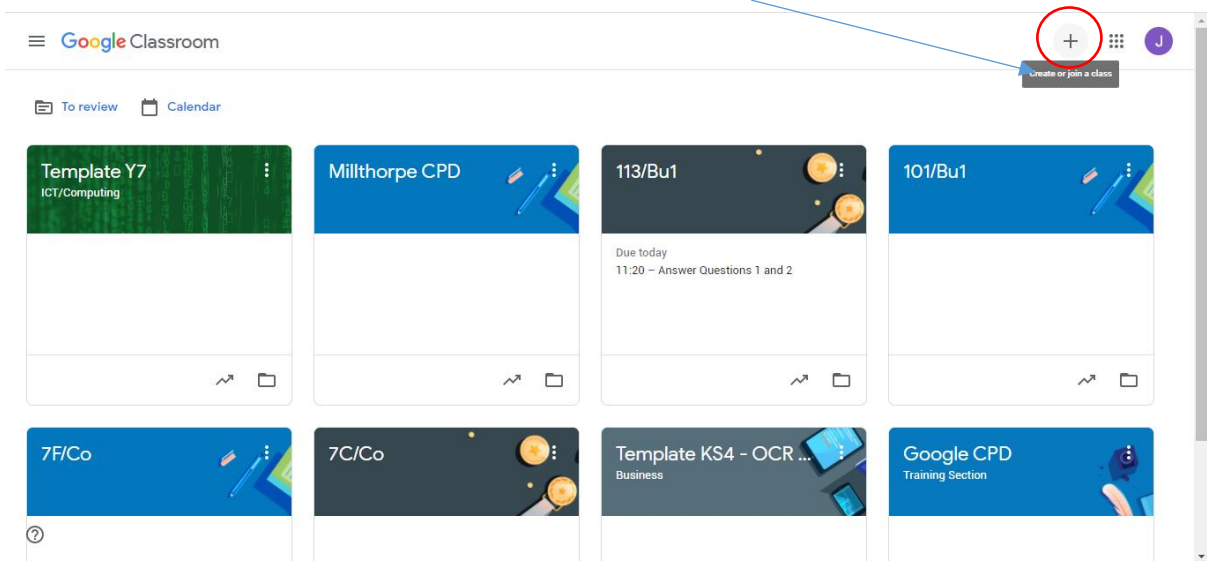 Google Classroom
J
Create or join a class
To review
Calendar
Template Y7
ICT/Computing
Millthorpe CPD
113/Bu1
101/Bu1
Due today
11:20 – Answer Questions 1 and 2
7F/Co
7C/Co
Template KS4 - OCR ...
Business
Google CPD
Training Section